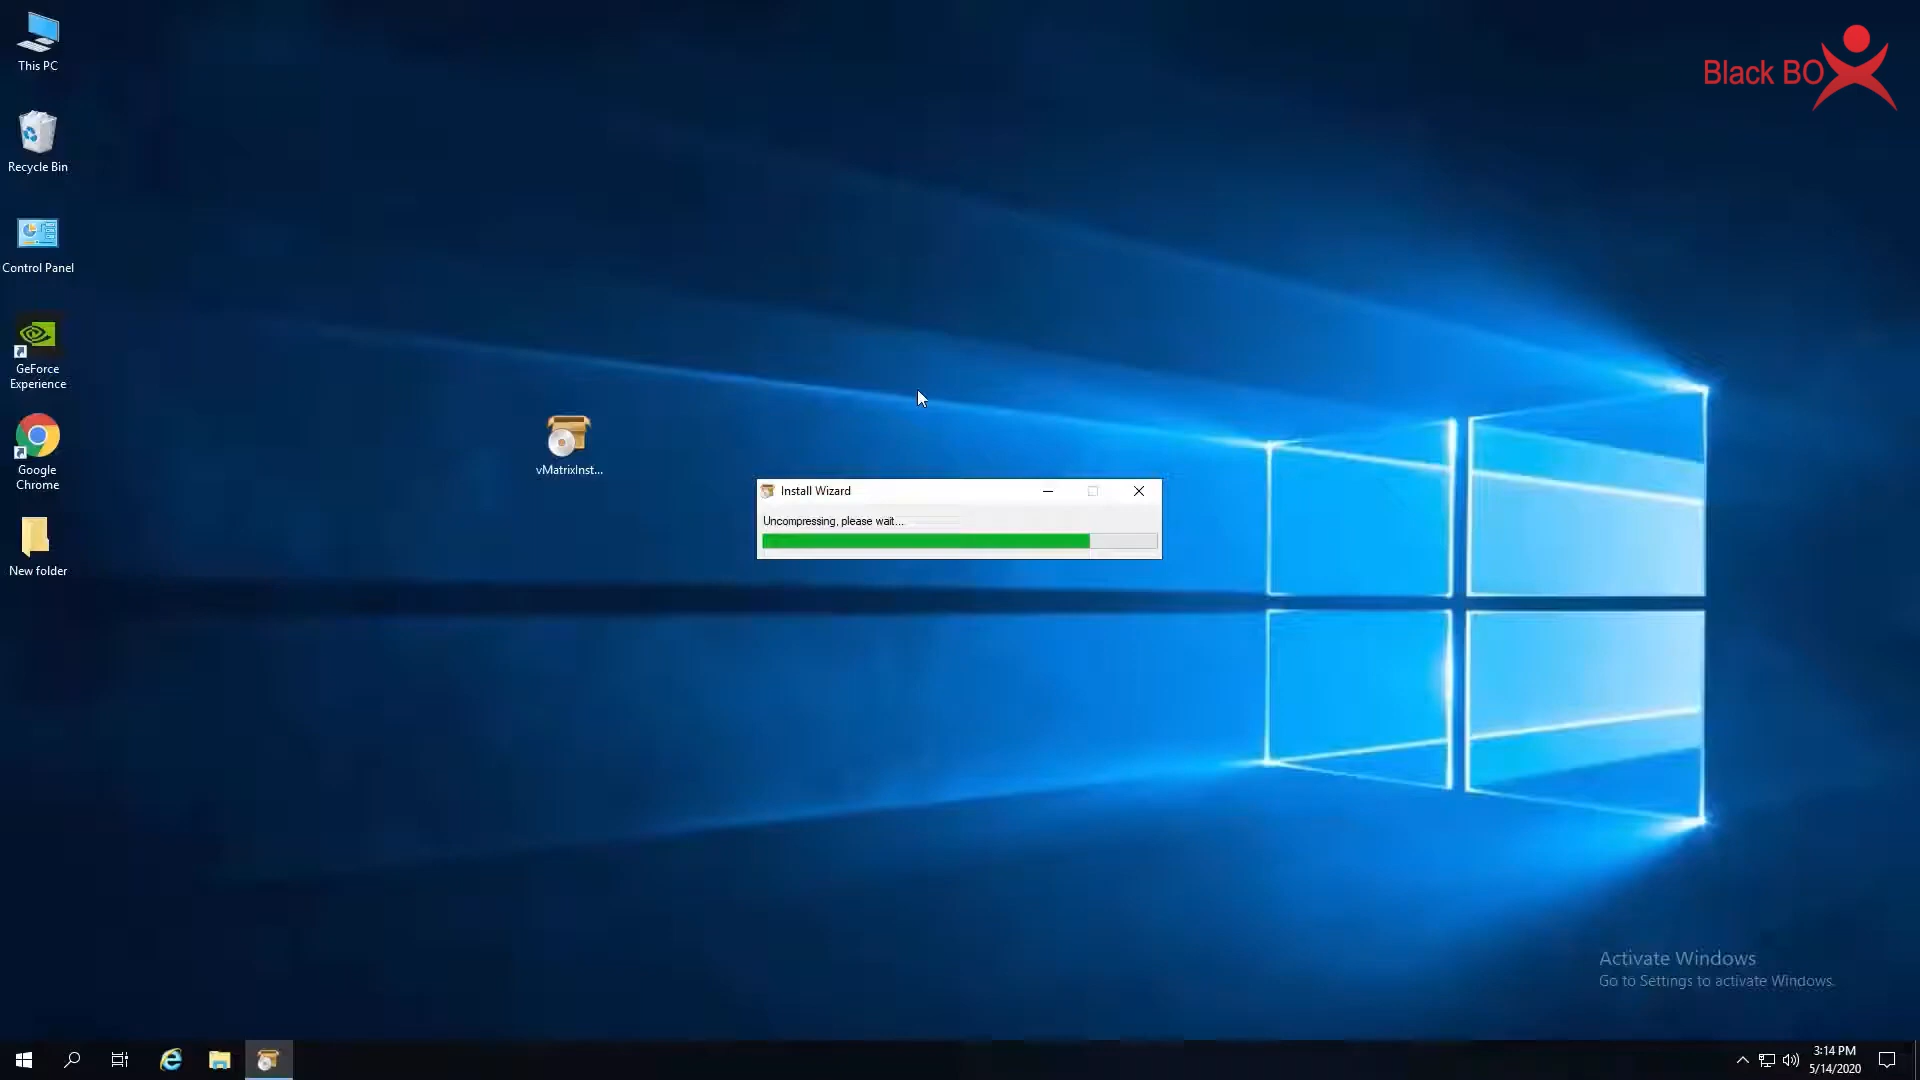 This PC
Black BO
Recycle Bin
Control Panel
GeForce
Experience
Google
Chrome
vMatrixInst...
Install Wizard
Uncompressing, please wait...
New folder
Activate Windows
Go to Settings to activate Windows.
3:14 PM
5/14/2020